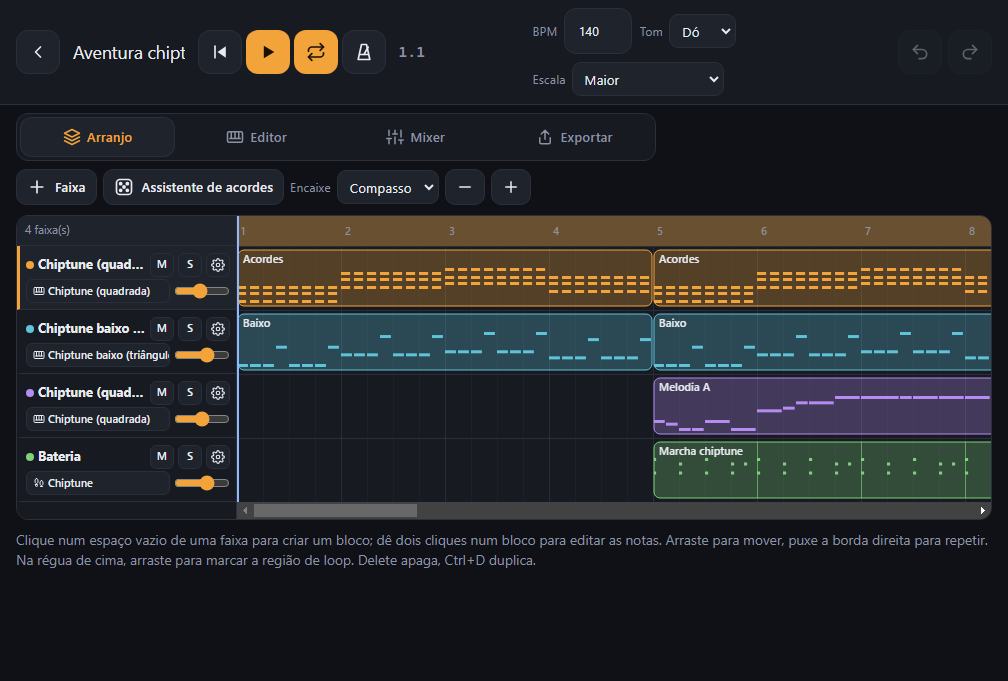 Aventura chipt
1.1
BPM 140 Tom Dó
Escala Maior
Arranjo Editor Mixer Exportar
Faixa Assistente de acordes Encaixe Compasso
4 faixa(s) 1 2 3 4 5 6 7 8
Chiptune (quad... M S
Chiptune (quadrada)
Acordes Acordes
Chiptune baixo ... M S
Chiptune baixo (triângul
Baixo Baixo
Chiptune (quad... M S
Chiptune (quadrada)
Melodia A
Bateria M S
Chiptune
Marcha chiptune
Clique num espaço vazio de uma faixa para criar um bloco; dê dois cliques num bloco para editar as notas. Arraste para mover, puxe a borda direita para repetir.
Na régua de cima, arraste para marcar a região de loop. Delete apaga, Ctrl+D duplica.